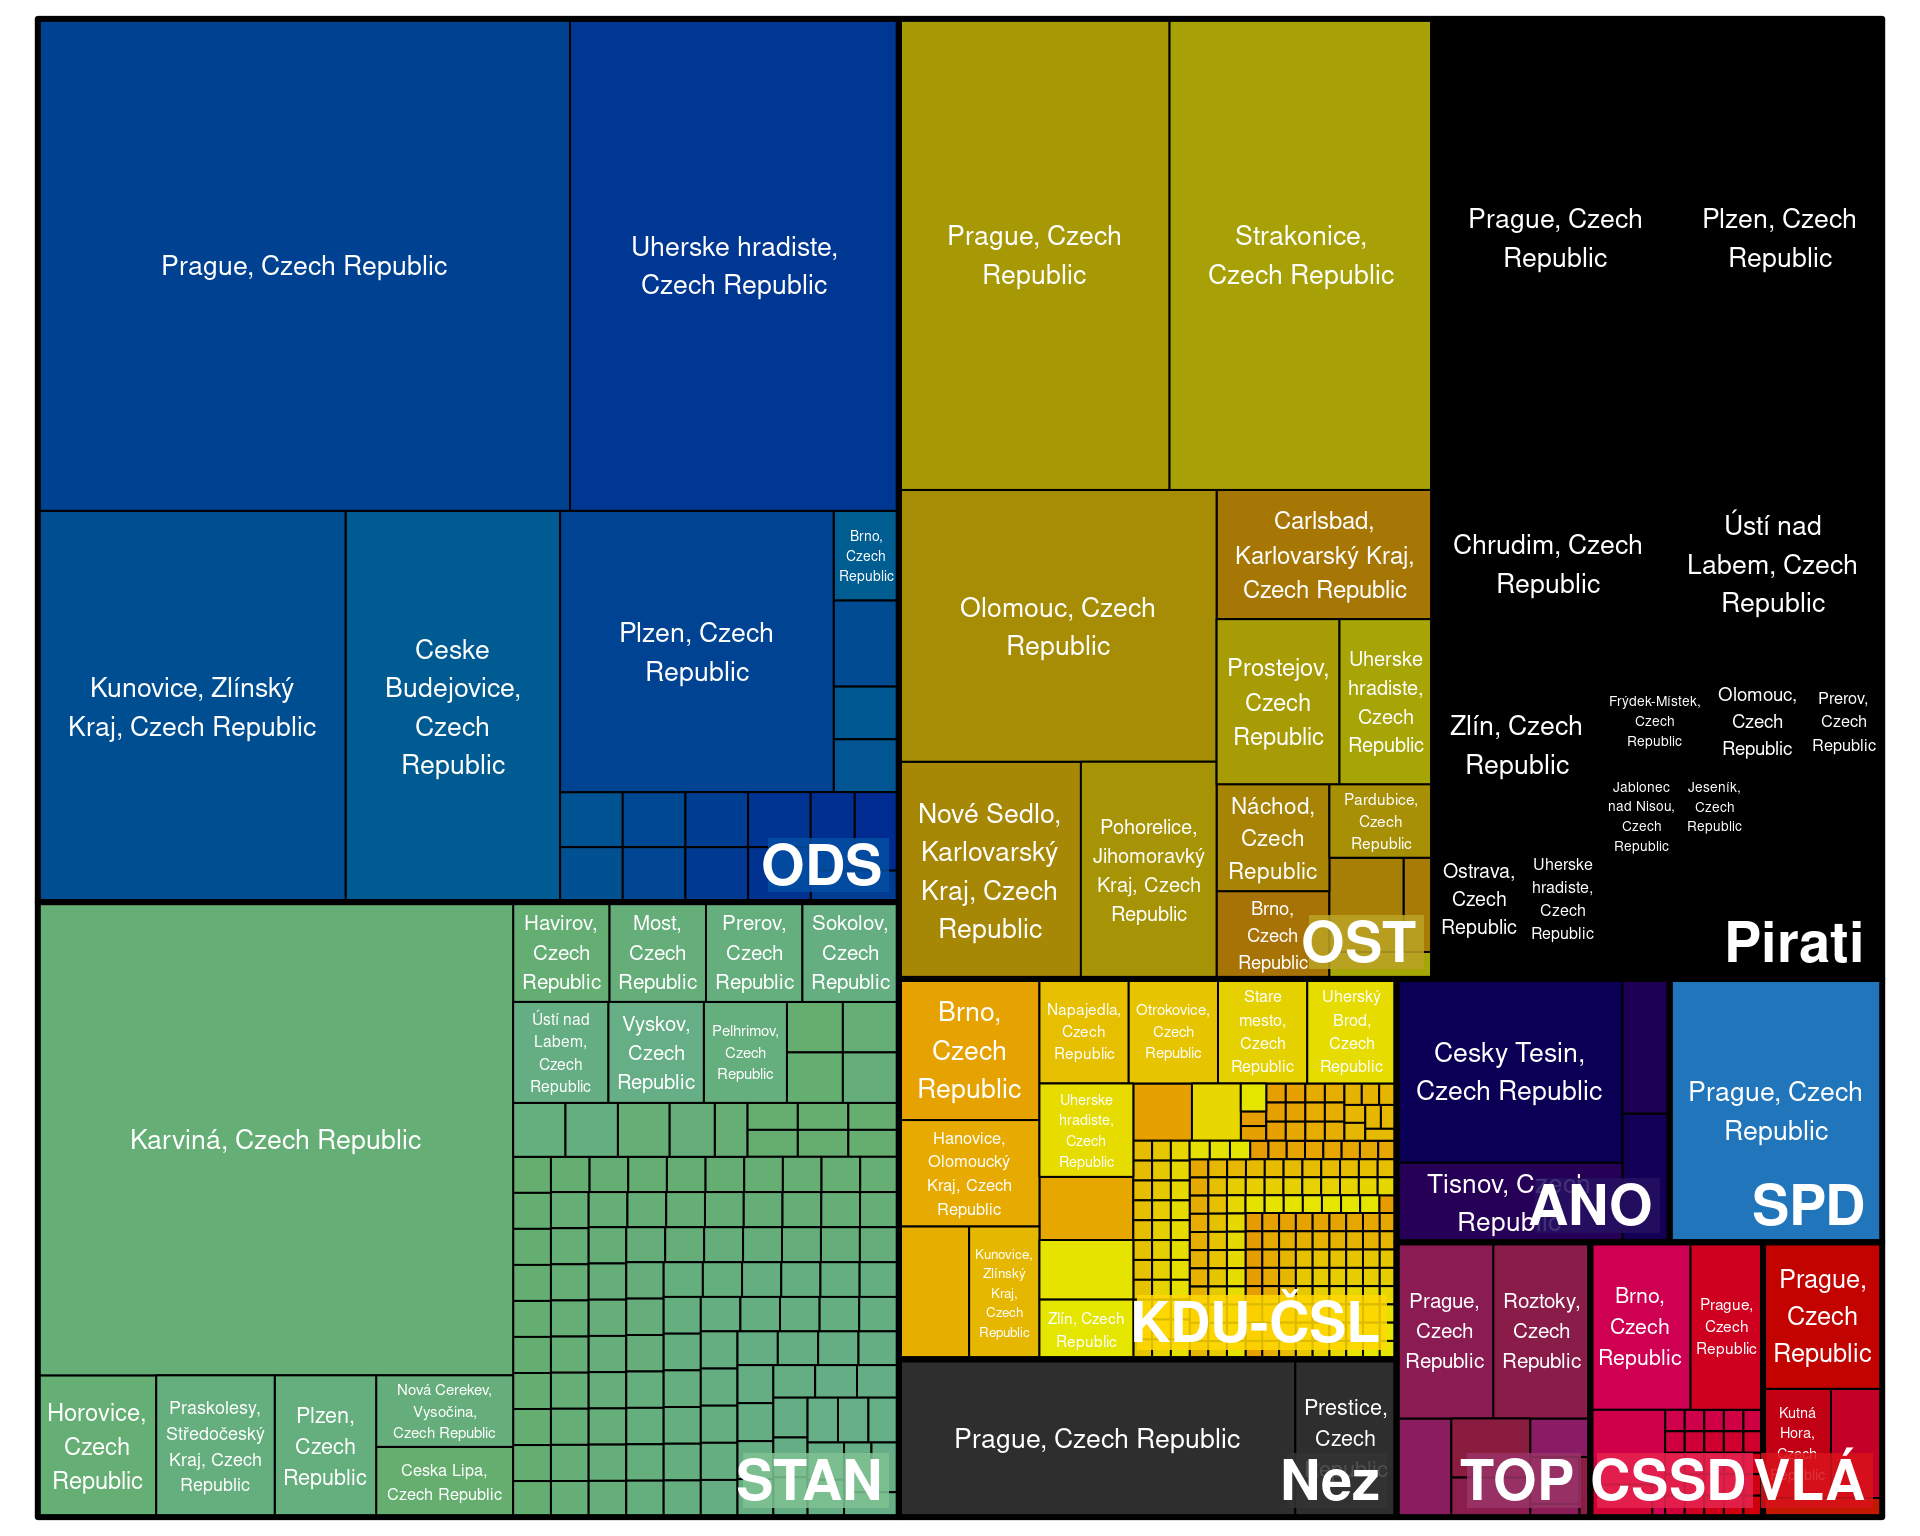 Prague, Czech Republic
Uherske hradiste,
Czech Republic
Kunovice, Zlínský
Kraj, Czech Republic
Ceske
Budejovice,
Czech
Republic
Plzen, Czech
Republic
Brno,
Czech
Republic
ODS
Karviná, Czech Republic
Havirov,
Czech
Republic
Most,
Czech
Republic
Prerov,
Czech
Republic
Sokolov,
Czech
Republic
Ústí nad
Labem,
Czech
Republic
Vyskov,
Czech
Republic
Pelhrimov,
Czech
Republic
Horovice,
Czech
Republic
Praskolesy,
Středočeský
Kraj, Czech
Republic
Plzen,
Czech
Republic
Nová Cerekev,
Vysočina,
Czech Republic
Ceska Lipa,
Czech Republic
STAN
Prague, Czech
Republic
Strakonice,
Czech Republic
Olomouc, Czech
Republic
Carlsbad,
Karlovarský Kraj,
Czech Republic
Prostejov,
Czech
Republic
Uherske
hradiste,
Czech
Republic
Nové Sedlo,
Karlovarský
Kraj, Czech
Republic
Pohorelice,
Jihomoravký
Kraj, Czech
Republic
Náchod,
Czech
Republic
Pardubice,
Czech
Republic
Brno,
Czech
Republic
OST
Prague, Czech
Republic
Plzen, Czech
Republic
Chrudim, Czech
Republic
Ústí nad
Labem, Czech
Republic
Zlín, Czech
Republic
Frýdek-Místek,
Czech
Republic
Olomouc,
Czech
Republic
Prerov,
Czech
Republic
Jablonec
nad Nisou,
Czech
Republic
Jeseník,
Czech
Republic
Ostrava,
Czech
Republic
Uherske
hradiste,
Czech
Republic
Pirati
Brno,
Czech
Republic
Napajedla,
Czech
Republic
Otrokovice,
Czech
Republic
Stare
mesto,
Czech
Republic
Uherský
Brod,
Czech
Republic
Hanovice,
Olomoucký
Kraj, Czech
Republic
Uherske
hradiste,
Czech
Republic
Kunovice,
Zlínský
Kraj,
Czech
Republic
Zlín, Czech
Republic
KDU-ČSL
Prague, Czech Republic
Prestice,
Czech
Republic
Nez
Cesky Tesin,
Czech Republic
Tisnov, Czech
Republic
ANO
Prague, Czech
Republic
SPD
Prague,
Czech
Republic
Roztoky,
Czech
Republic
TOP
Brno,
Czech
Republic
Prague,
Czech
Republic
CSSD
Prague,
Czech
Republic
Kutná
Hora,
Czech
Republic
VLÁ